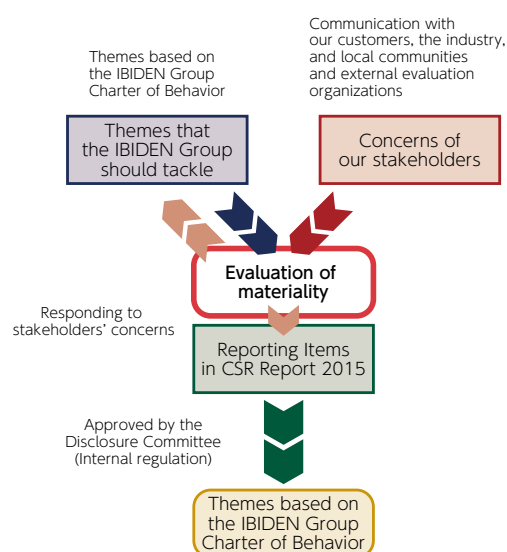 Themes based on
the IBIDEN Group
Charter of Behavior
Communication with
our customers, the industry,
and local communities
and external evaluation
organizations
Themes that
the IBIDEN Group
should tackle
Concerns of
our stakeholders
Evaluation of
materiality
Responding to
stakeholders’ concerns
Reporting Items
in CSR Report 2015
Approved by the
Disclosure Committee
(Internal regulation)
Themes based on
the IBIDEN Group
Charter of Behavior